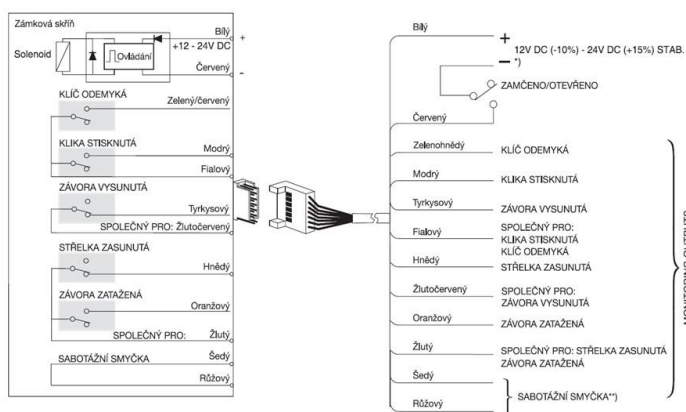 Zámková skříň
Solenoid
Ovládání
Bílý
+
+12 - 24V DC
Červený
-
KLÍČ ODEMYKÁ
Zelený/červený
KLIKA STISKNUTÁ
Modrý
Fialový
ZÁVORA VYSUNUTÁ
Tyrkysový
SPOLEČNÝ PRO: Žlutočervený
STŘELKA ZASUNUTÁ
Hnědý
ZÁVORA ZATAŽENÁ
Oranžový
SPOLEČNÝ PRO: Žlutý
SABOTÁŽNÍ SMYČKA
Šedý
Růžový
Bílý
+
12V DC (-10%) - 24V DC (+15%) STAB.
– *)
ZAMČENO/OTEVŘENO
Červený
Zelenohnědý KLÍČ ODEMYKÁ
Modrý KLIKA STISKNUTÁ
Tyrkysový ZÁVORA VYSUNUTÁ
Fialový SPOLEČNÝ PRO:
KLIKA STISKNUTÁ
KLÍČ ODEMYKÁ
Hnědý STŘELKA ZASUNUTÁ
Žlutočervený SPOLEČNÝ PRO:
ZÁVORA VYSUNUTÁ
Oranžový ZÁVORA ZATAŽENÁ
Žlutý SPOLEČNÝ PRO: STŘELKA ZASUNUTÁ
ZÁVORA ZATAŽENÁ
Šedý
SABOTÁŽNÍ SMYČKA**)
Růžový